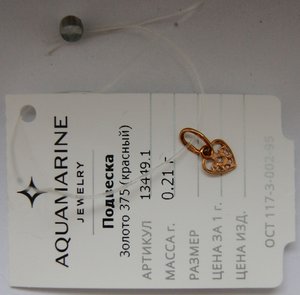 AQUAMARINE
JEWELRY
Подвеска
Золото 375 (красный)
АРТИКУЛ 13449.1
МАССА г. 0.21,-
РАЗМЕР
ЦЕНА ЗА 1 г.
ЦЕНА ИЗД.
ОСТ 117-3-002-95